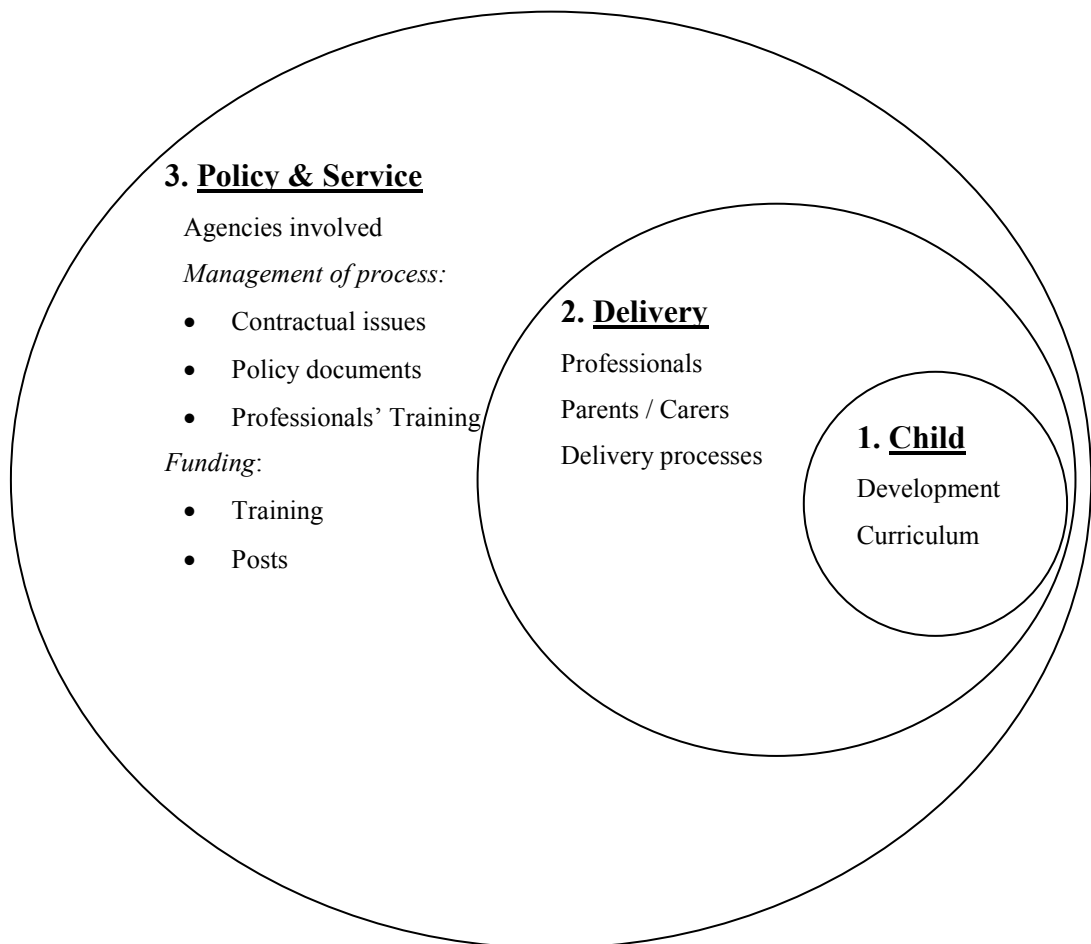 3. Policy & Service
Agencies involved
Management of process:
• Contractual issues
• Policy documents
• Professionals’ Training
Funding:
• Training
• Posts
2. Delivery
Professionals
Parents / Carers
Delivery processes
1. Child
Development
Curriculum